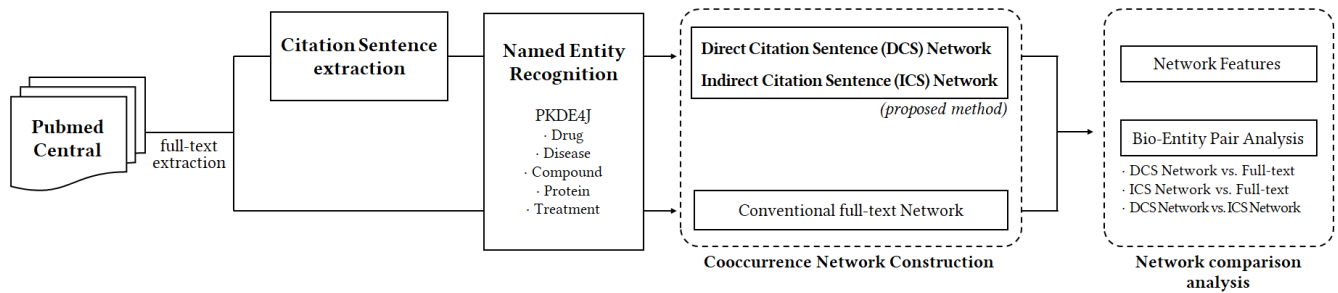 Pubmed
Central
full-text
extraction
Citation Sentence
extraction
Named Entity
Recognition
PKDE4J
· Drug
· Disease
· Compound
· Protein
· Treatment
Direct Citation Sentence (DCS) Network
Indirect Citation Sentence (ICS) Network
(proposed method)
Conventional full-text Network
Cooccurrence Network Construction
Network Features
Bio-Entity Pair Analysis
· DCS Network vs. Full-text
· ICS Network vs. Full-text
· DCS Network vs. ICS Network
Network comparison
analysis